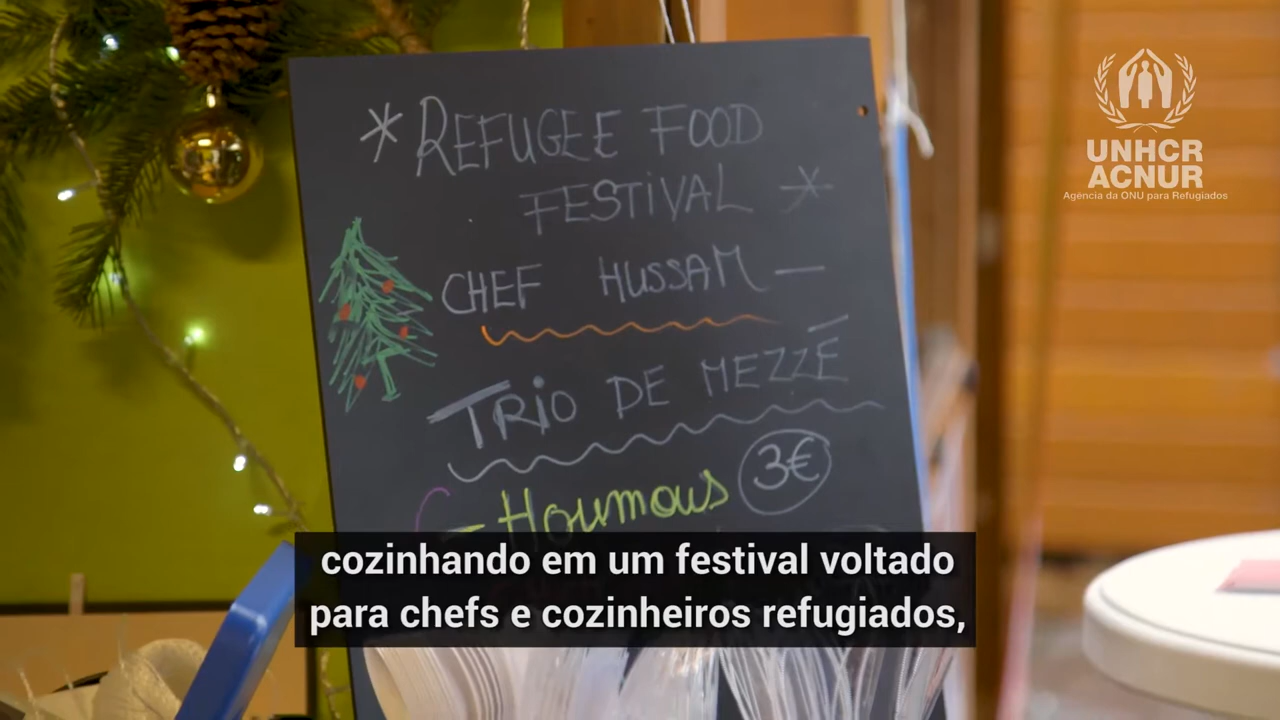 * REFUGEE FOOD
FESTIVAL *
CHEF HUSSAM —
TRIO DE MEZZÉ
- Houmous 3€
UNHCR
ACNUR
Agência da ONU para Refugiados
cozinhando em um festival voltado
para chefs e cozinheiros refugiados,